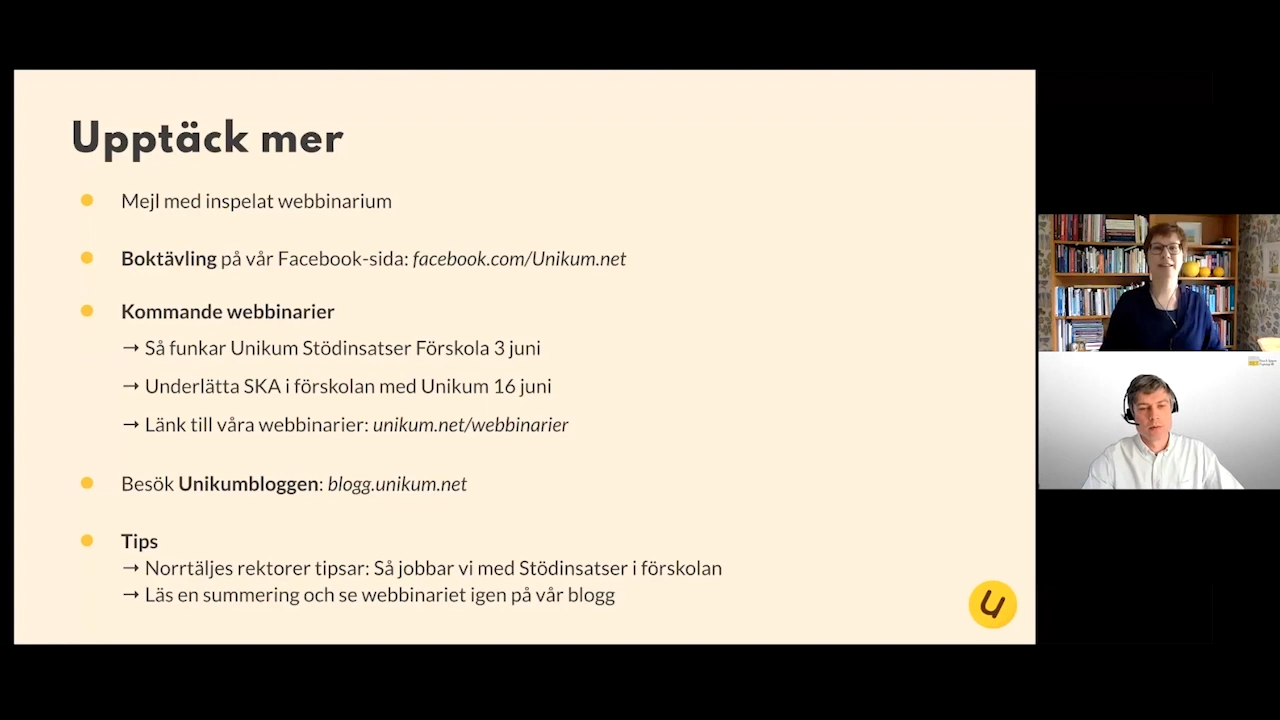 Upptäck mer
Mejl med inspelat webbinarium
Boktävling på vår Facebook-sida: facebook.com/Unikum.net
Kommande webbinarier
→ Så funkar Unikum Stödinsatser Förskola 3 juni
→ Underlätta SKA i förskolan med Unikum 16 juni
→ Länk till våra webbinarier: unikum.net/webbinarier
Besök Unikumbloggen: blogg.unikum.net
Tips
→ Norrtäljes rektorer tipsar: Så jobbar vi med Stödinsatser i förskolan
→ Läs en summering och se webbinariet igen på vår blogg
u